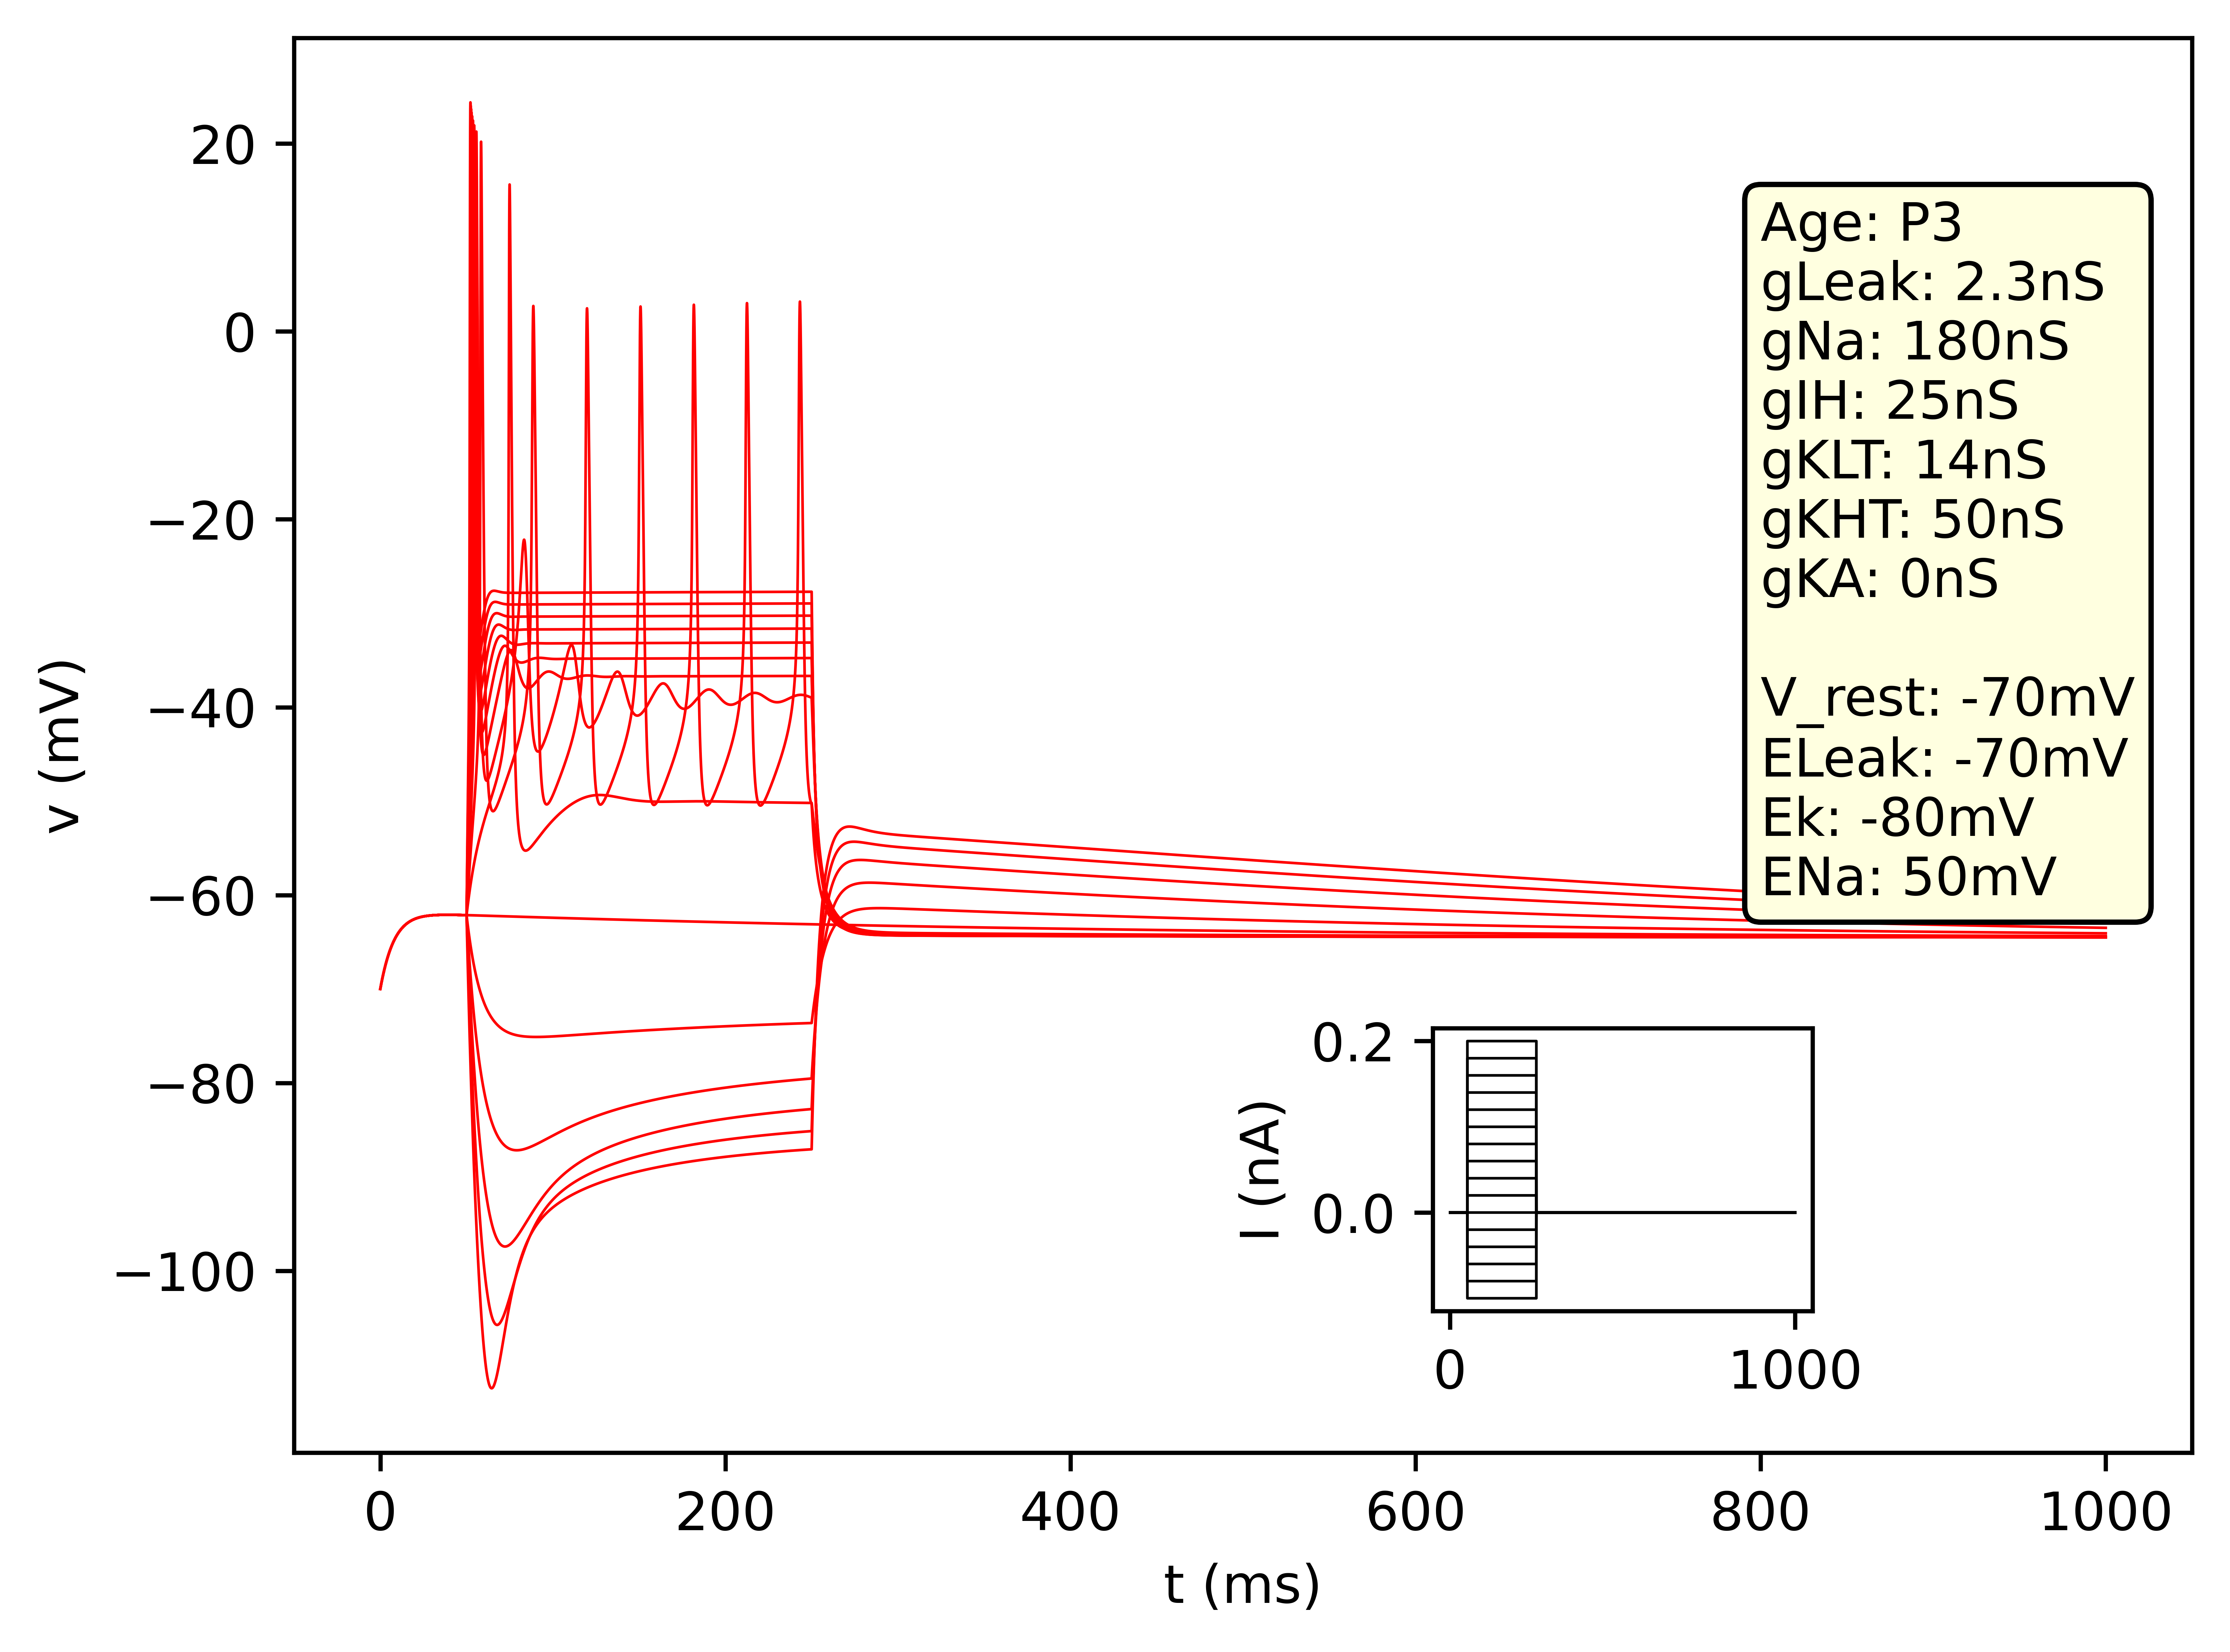 20
0
−20
−40
−60
−80
−100
v (mV)
0
200
400
600
800
1000
t (ms)
Age: P3
gLeak: 2.3nS
gNa: 180nS
gIH: 25nS
gKLT: 14nS
gKHT: 50nS
gKA: 0nS
V_rest: -70mV
ELeak: -70mV
Ek: -80mV
ENa: 50mV
0.2
0.0
I (nA)
0
1000